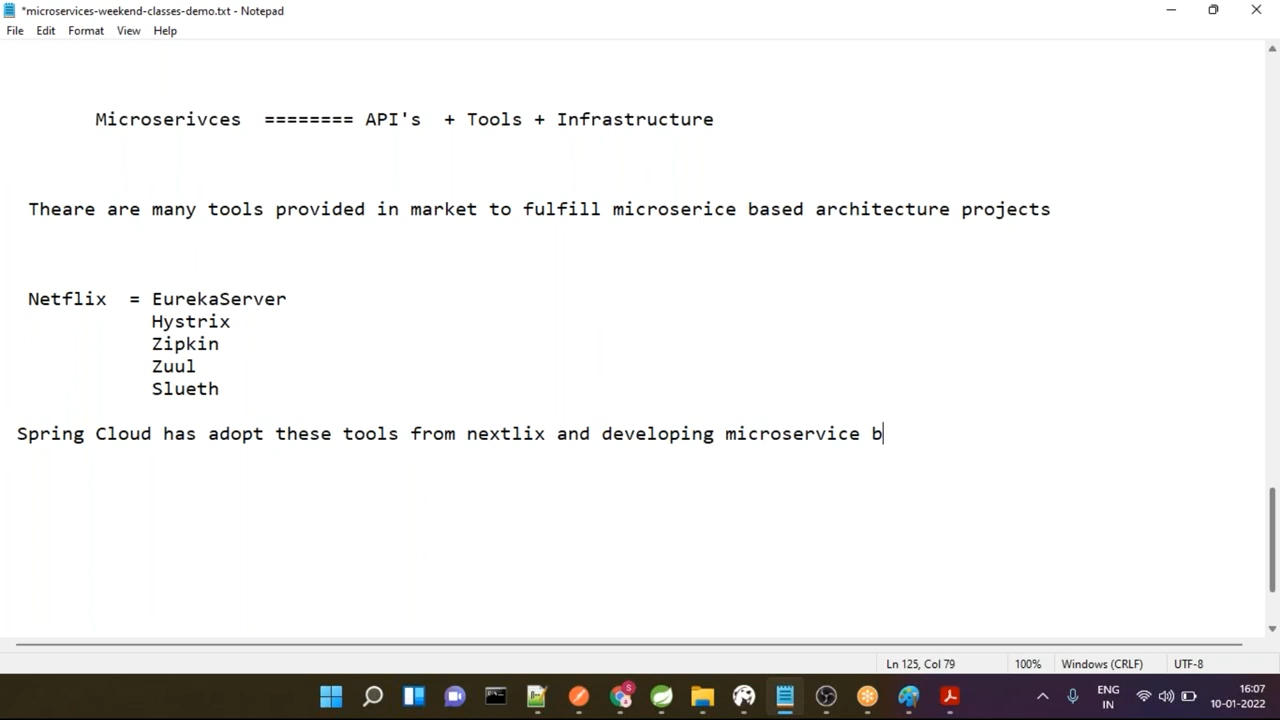 *microservices-weekend-classes-demo.txt - Notepad
File Edit Format View Help
Microserivces ======== API's + Tools + Infrastructure
Theare are many tools provided in market to fulfill microserice based architecture projects
Netflix = EurekaServer
Hystrix
Zipkin
Zuul
Slueth
Spring Cloud has adopt these tools from nextlix and developing microservice b
Ln 125, Col 79 100% Windows (CRLF) UTF-8
ENG
IN
16:07
10-01-2022